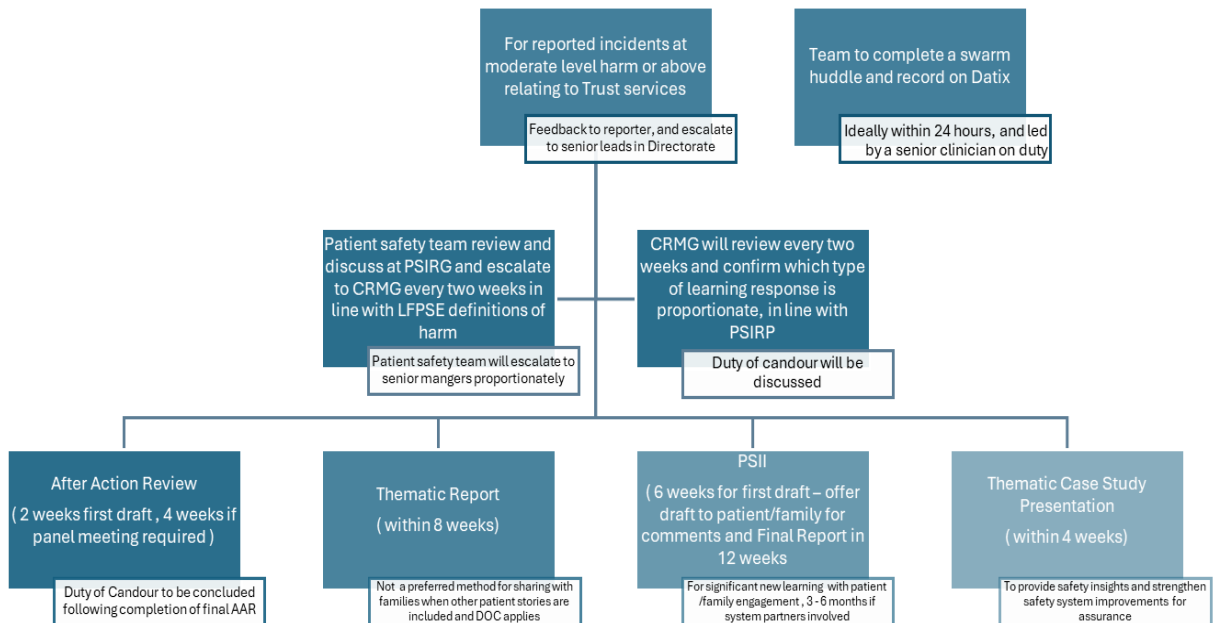 For reported incidents at
moderate level harm or above
relating to Trust services
Feedback to reporter, and escalate
to senior leads in Directorate
Team to complete a swarm
huddle and record on Datix
Ideally within 24 hours, and led
by a senior clinician on duty
Patient safety team review and
discuss at PSIRG and escalate
to CRMG every two weeks in
line with LFPSE definitions of
harm
Patient safety team will escalate to
senior mangers proportionately
CRMG will review every two
weeks and confirm which type
of learning response is
proportionate, in line with
PSIRP
Duty of candour will be
discussed
After Action Review
( 2 weeks first draft , 4 weeks if
panel meeting required )
Duty of Candour to be concluded
following completion of final AAR
Thematic Report
( within 8 weeks)
Not a preferred method for sharing with
families when other patient stories are
included and DOC applies
PSII
( 6 weeks for first draft – offer
draft to patient/family for
comments and Final Report in
12 weeks
For significant new learning with patient
/family engagement , 3 - 6 months if
system partners involved
Thematic Case Study
Presentation
( within 4 weeks)
To provide safety insights and strengthen
safety system improvements for
assurance